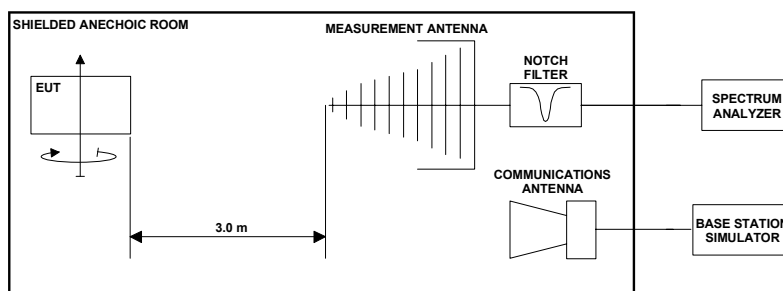 SHIELDED ANECHOIC ROOM
MEASUREMENT ANTENNA
EUT
NOTCH
FILTER
SPECTRUM
ANALYZER
COMMUNICATIONS
ANTENNA
3.0 m
BASE STATION
SIMULATOR